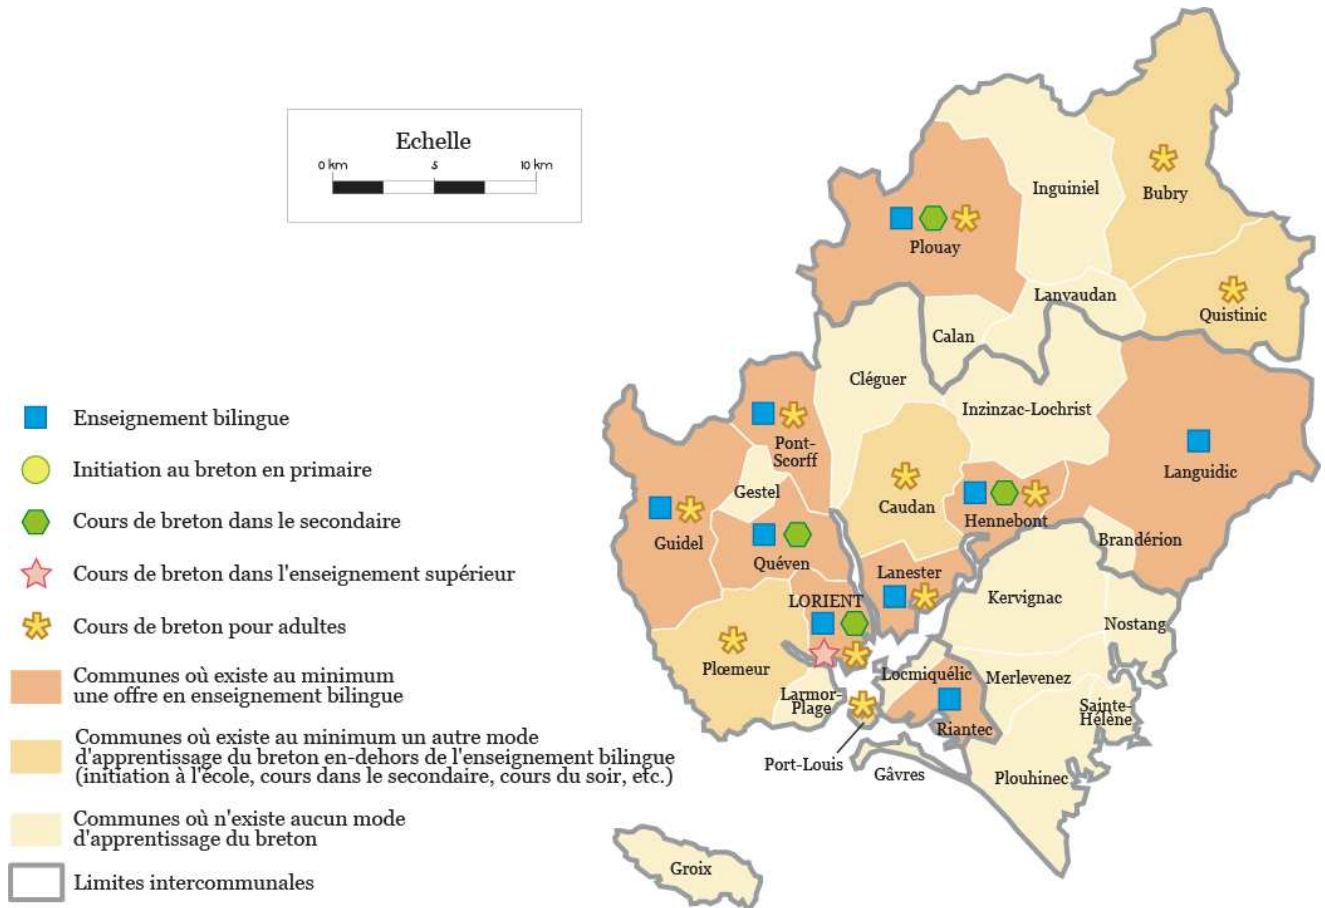 Echelle
0 km
5
10 km
Enseignement bilingue
Initiation au breton en primaire
Cours de breton dans le secondaire
Cours de breton dans l'enseignement supérieur
Cours de breton pour adultes
Communes où existe au minimum
une offre en enseignement bilingue
Communes où existe au minimum un autre mode
d'apprentissage du breton en-dehors de l'enseignement bilingue
(initiation à l'école, cours dans le secondaire, cours du soir, etc.)
Communes où n'existe aucun mode
d'apprentissage du breton
Limites intercommunales
Inguiniel
Bubry
Plouay
Lanvaudan
Quistinic
Calan
Cléguer
Inzinzac-Lochrist
Pont-
Scorff
Languidic
Gestel
Caudan
Hennebont
Guidel
Brandérion
Quéven
Lanester
LORIENT
Kervignac
Nostang
Plœmeur
Locmiquélic
Merlevenez
Larmor-
Plage
Sainte-
Hélène
Riantec
Port-Louis
Gâvres
Plouhinec
Groix